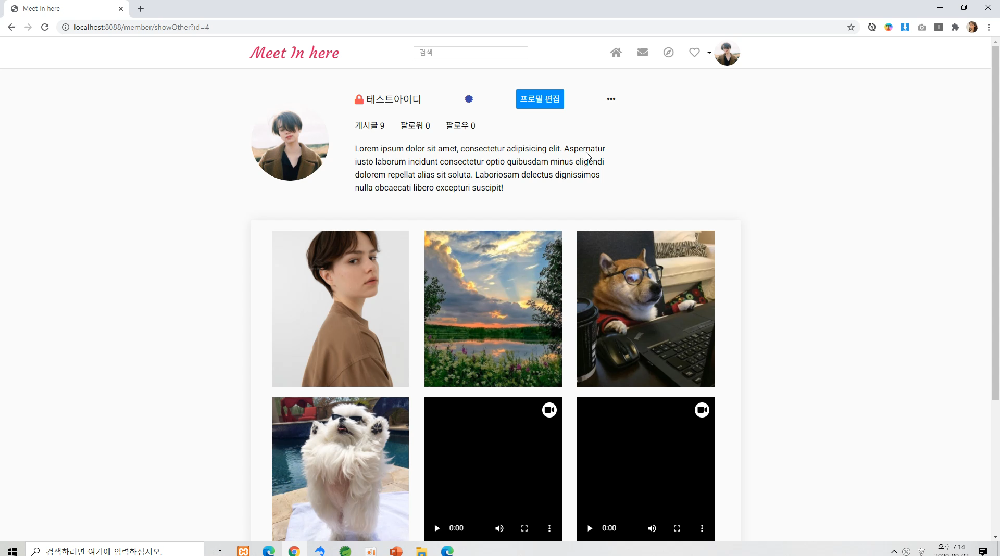 Meet In here
localhost:8088/member/showOther?id=4
Meet In here
검색
테스트아이디
프로필 편집
게시글 9 팔로워 0 팔로우 0
Lorem ipsum dolor sit amet, consectetur adipisicing elit. Aspernatur
iusto laborum incidunt consectetur optio quibusdam minus eligendi
dolorem repellat alias sit soluta. Laboriosam delectus dignissimos
nulla obcaecati libero excepturi suscipit!
0:00
0:00
검색하려면 여기에 입력하십시오.
오후 7:14